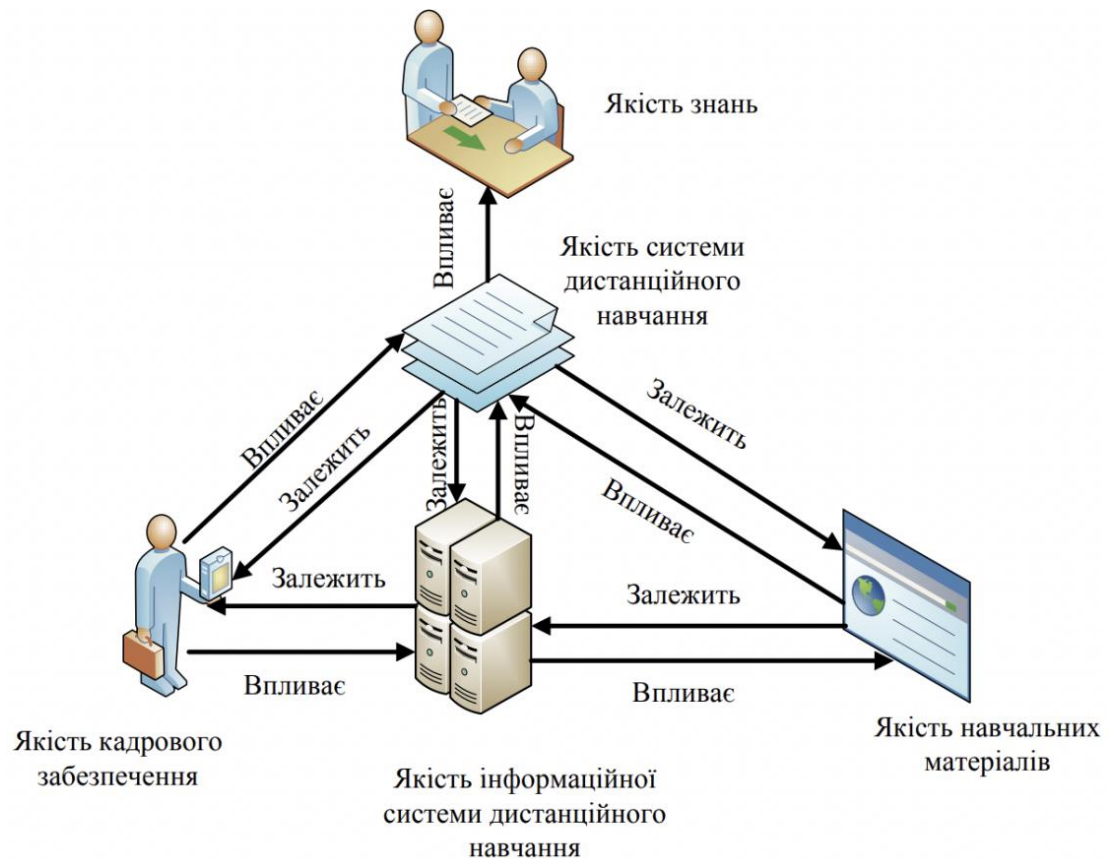 Якість знань
Впливає
Якість системи
дистанційного
навчання
Впливає
Залежить
Залежить
Впливає
Залежить
Впливає
Залежить
Залежить
Впливає
Впливає
Якість кадрового
забезпечення
Якість інформаційної
системи дистанційного
навчання
Якість навчальних
матеріалів